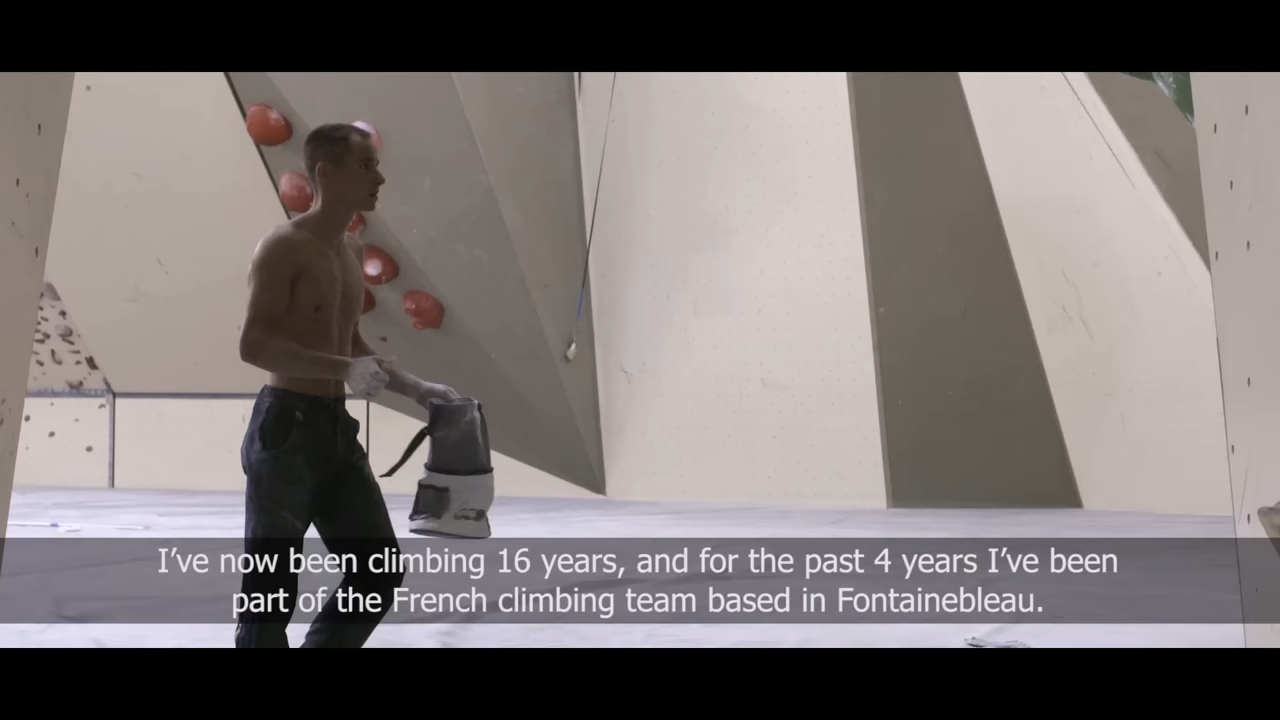 I’ve now been climbing 16 years, and for the past 4 years I’ve been
part of the French climbing team based in Fontainebleau.